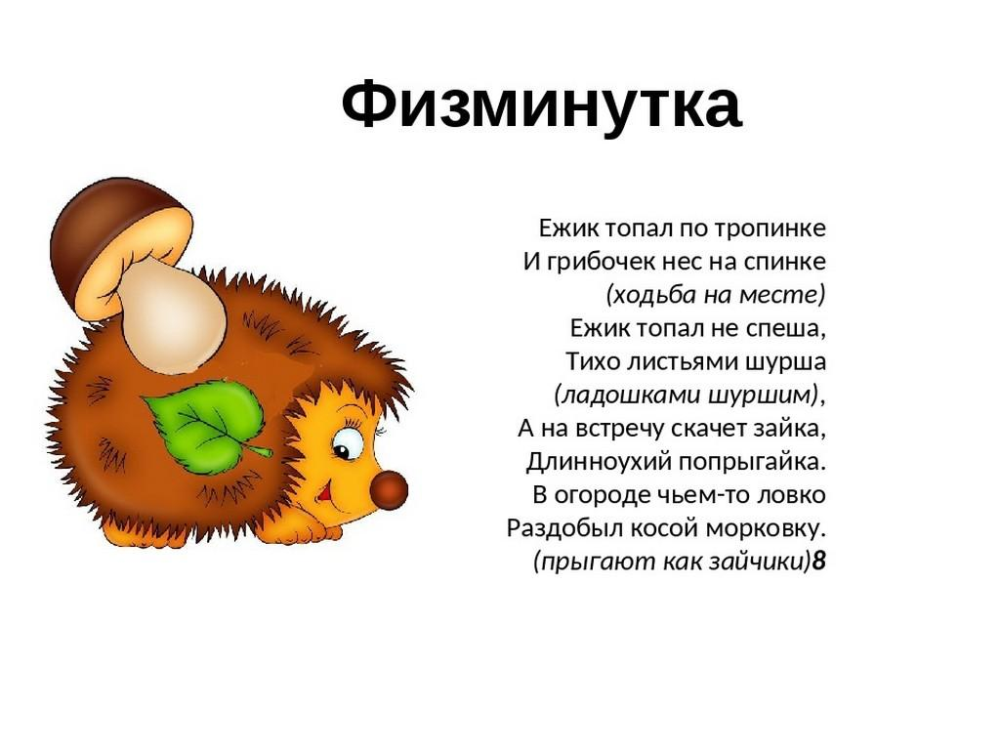 Физминутка
Ежик топал по тропинке
И грибочек нес на спинке
(ходьба на месте)
Ежик топал не спеша,
Тихо листьями шурша
(ладошками шуршим),
А на встречу скачет зайка,
Длинноухий попрыгайка.
В огороде чьем-то ловко
Раздобыл косой морковку.
(прыгают как зайчики)8